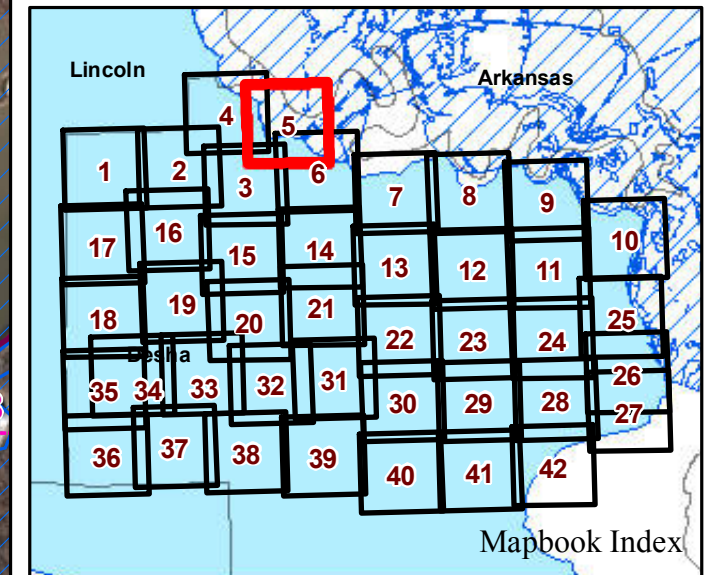 Lincoln
Arkansas
4
5
1 2 3 6
7 8 9
10
17 16 15 14
13 12 11
18 19 20 21
22 23 24 25
Desha
35 34 33 32 31
30 29 28 26
27
36 37 38 39
40 41 42
Mapbook Index